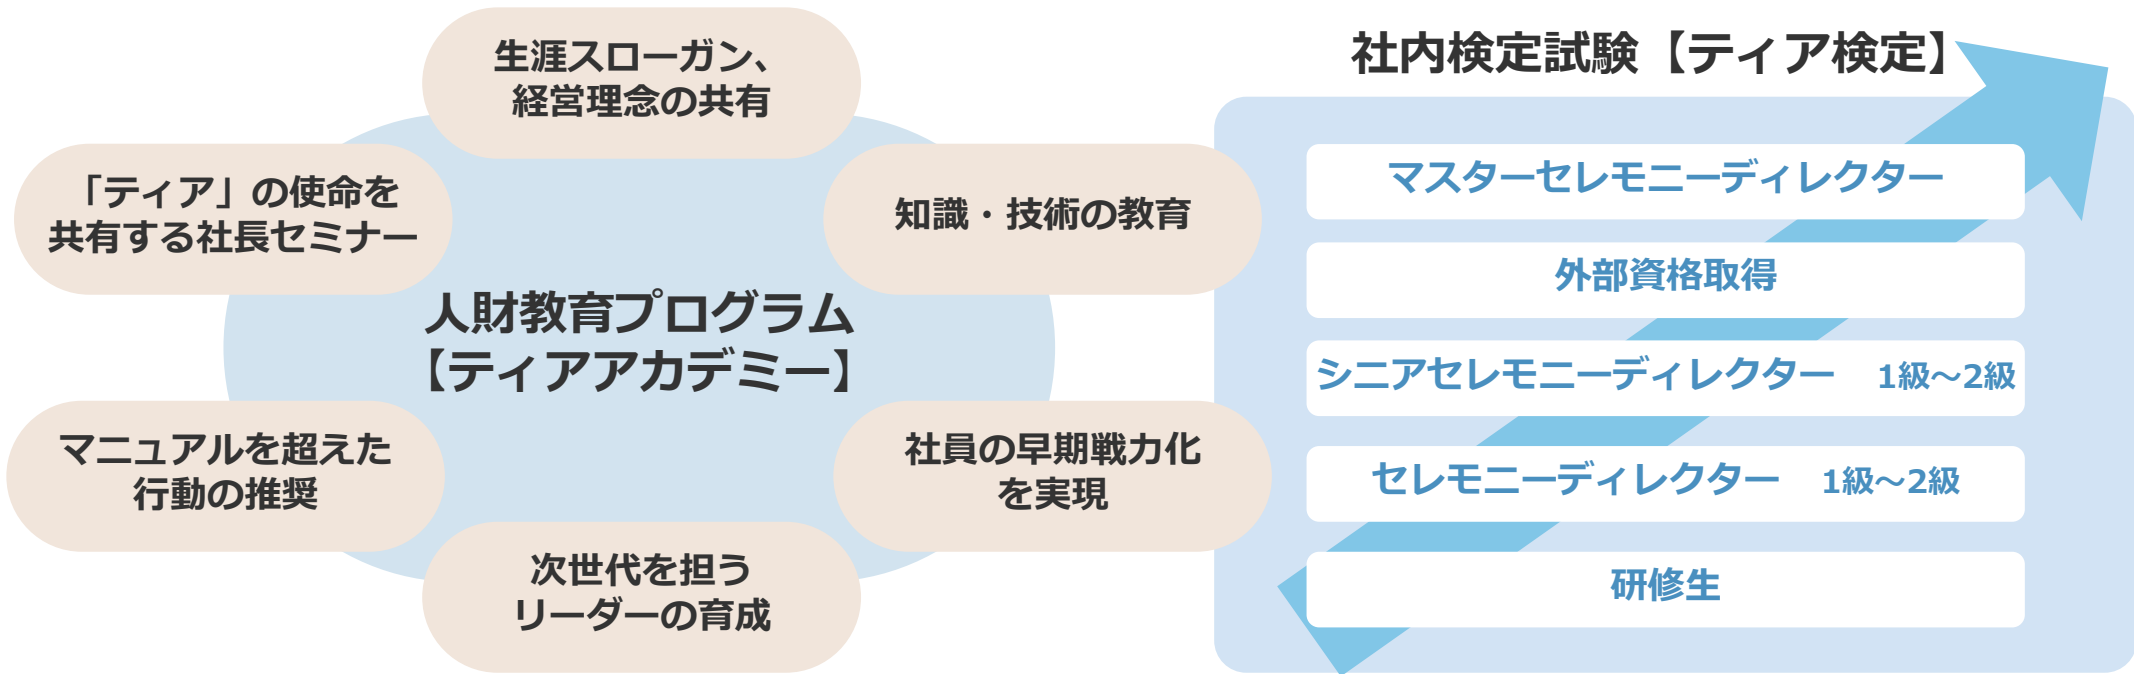 生涯スローガン、
経営理念の共有
「ティア」の使命を
共有する社長セミナー
知識・技術の教育
人財教育プログラム
【ティアアカデミー】
マニュアルを超えた
行動の推奨
社員の早期戦力化
を実現
次世代を担う
リーダーの育成
社内検定試験【ティア検定】
マスターセレモニーディレクター
外部資格取得
シニアセレモニーディレクター 1級～2級
セレモニーディレクター 1級～2級
研修生